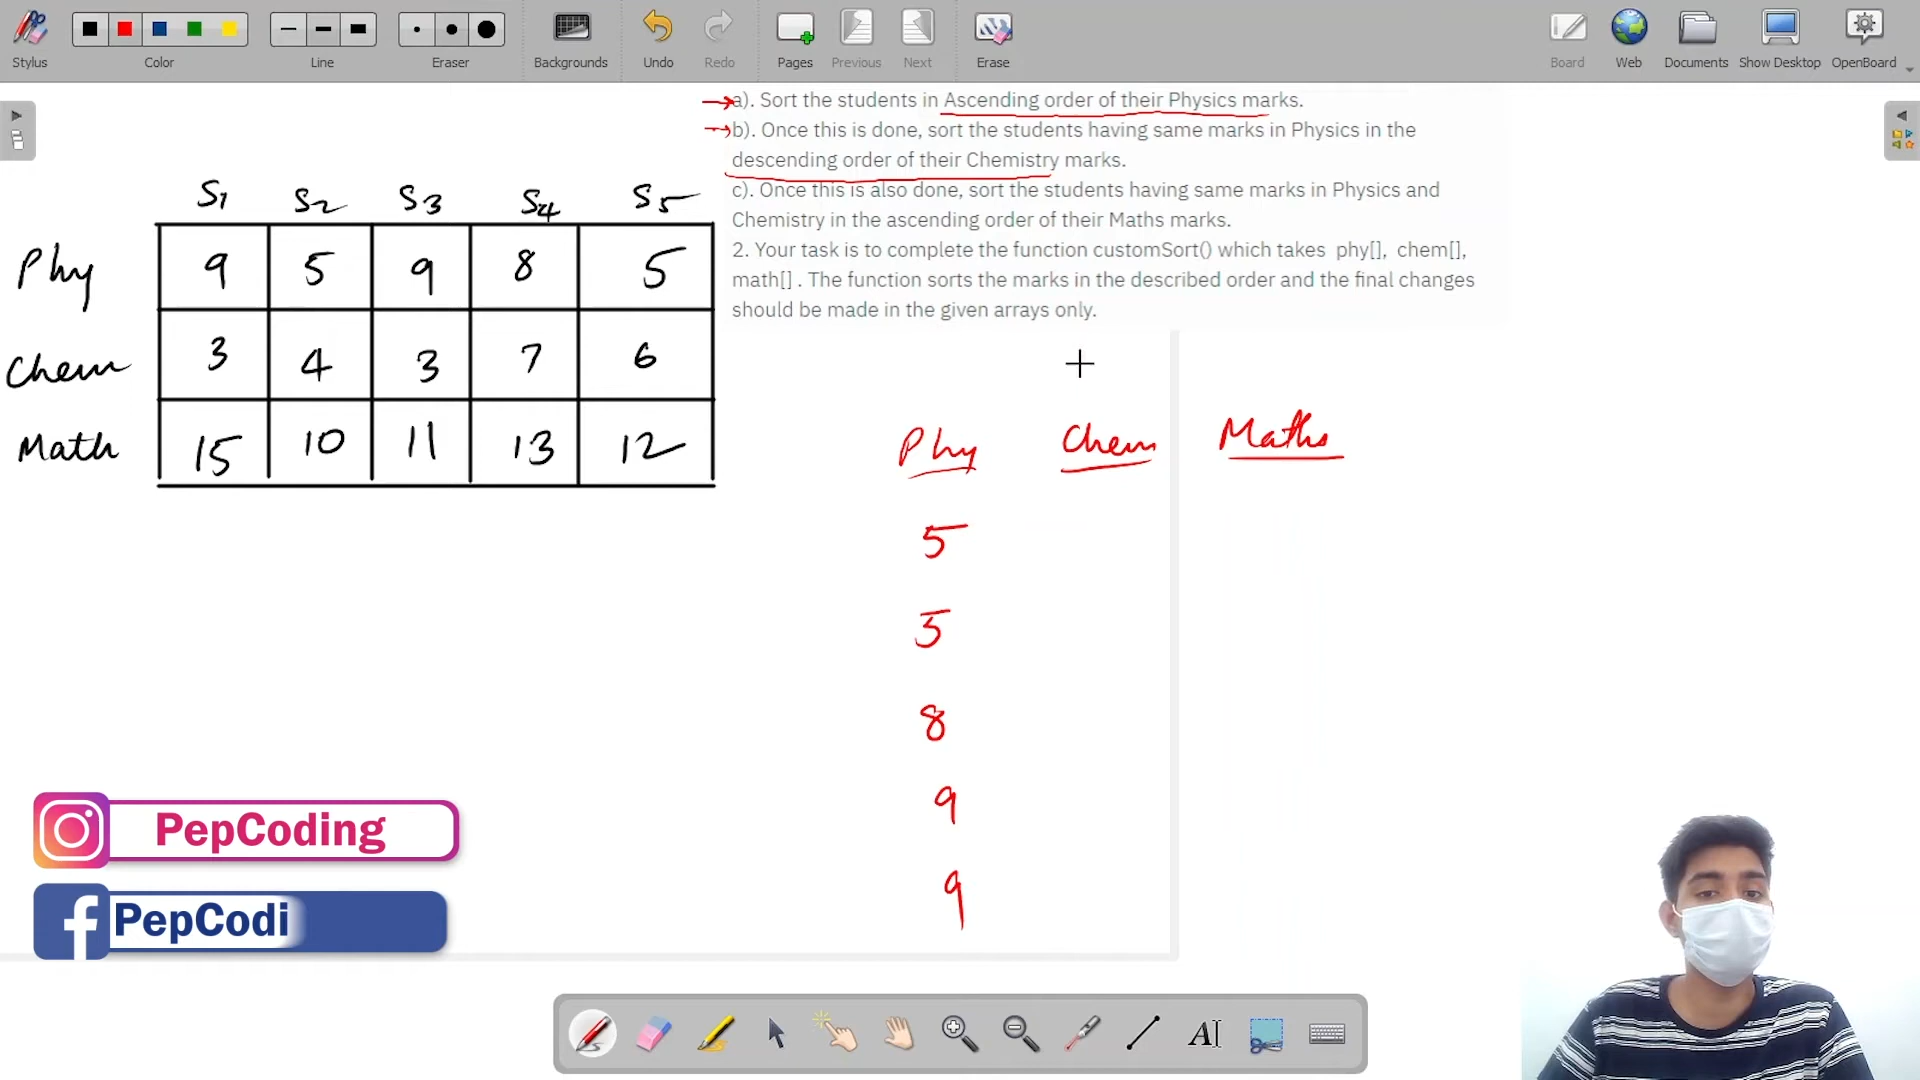 Stylus Color Line Eraser Backgrounds Undo Redo Pages Previous Next Erase Board Web Documents Show Desktop OpenBoard
a). Sort the students in Ascending order of their Physics marks.
b). Once this is done, sort the students having same marks in Physics in the
descending order of their Chemistry marks.
c). Once this is also done, sort the students having same marks in Physics and
Chemistry in the ascending order of their Maths marks.
2. Your task is to complete the function customSort() which takes phy[], chem[],
math[] . The function sorts the marks in the described order and the final changes
should be made in the given arrays only.
S1 S2 S3 S4 S5
Phy 9 5 9 8 5
Chem 3 4 3 7 6
Math 15 10 11 13 12
Phy Chem Maths
5
5
8
9
9
PepCoding
PepCodi
AI